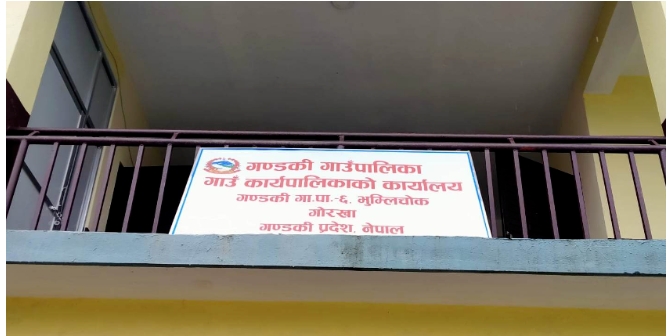 गण्डकी गाउँपालिका
गाउँ कार्यपालिकाको कार्यालय
गण्डकी गा.पा.-६, भुम्लिचोक
गोरखा
गण्डकी प्रदेश, नेपाल